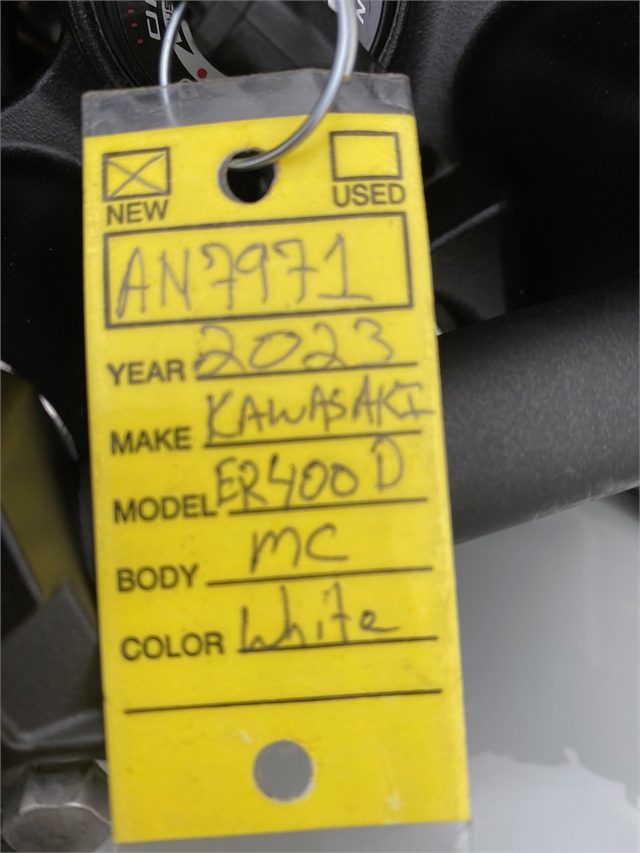 NEW USED
AN7971
YEAR 2023
MAKE KAWASAKI
MODEL ER400D
BODY MC
COLOR White